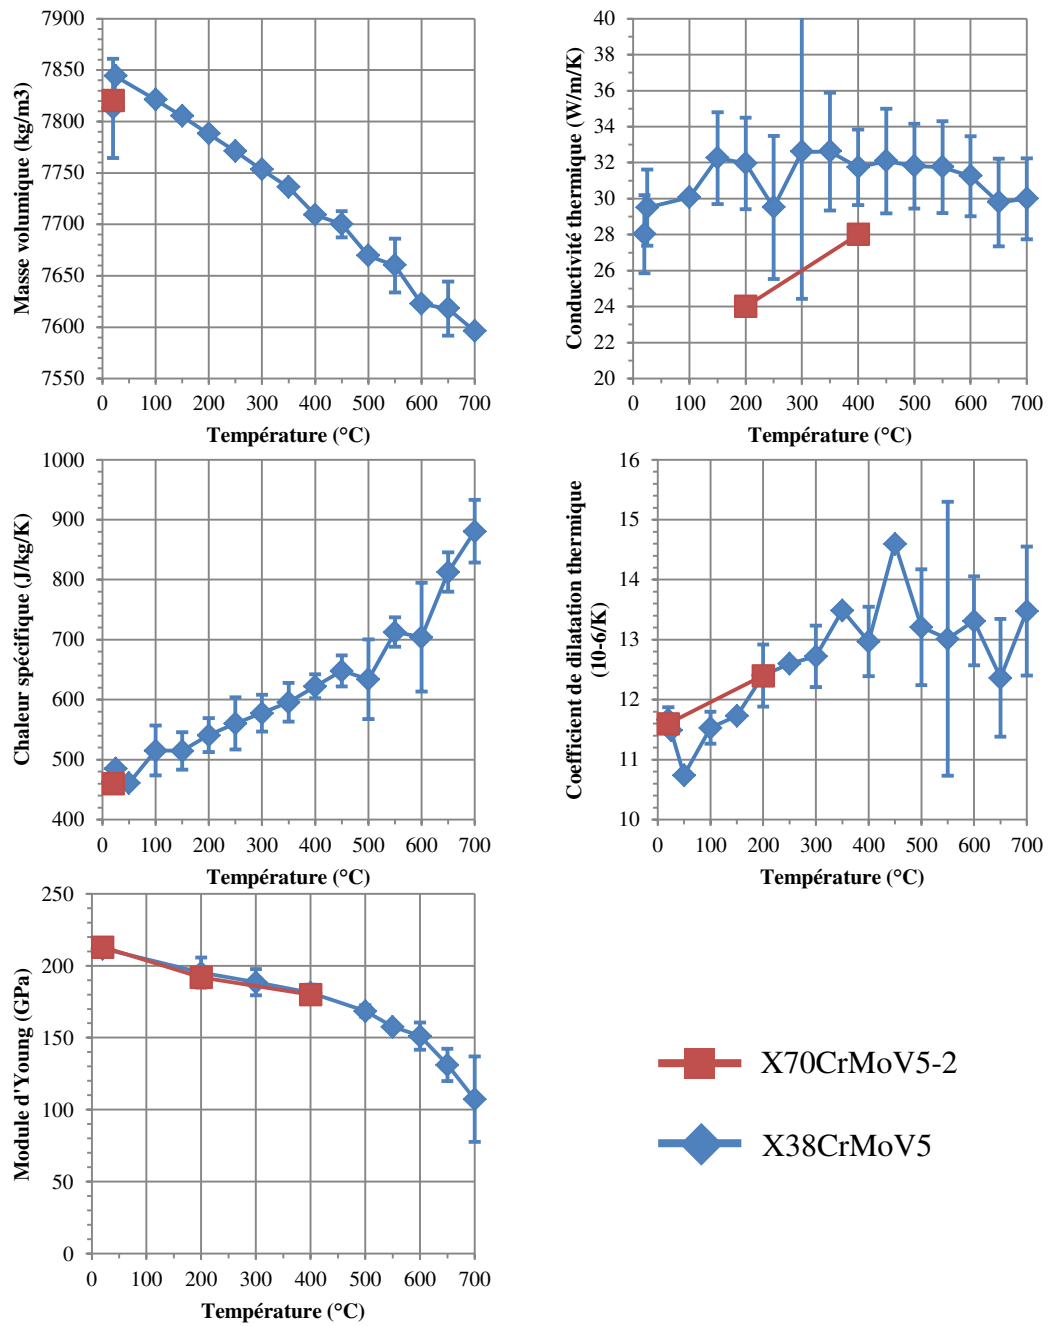 Masse volumique (kg/m3)
7900
7850
7800
7750
7700
7650
7600
7550
0 100 200 300 400 500 600 700
Température (°C)
Conductivité thermique (W/m/K)
40
38
36
34
32
30
28
26
24
22
20
0 100 200 300 400 500 600 700
Température (°C)
Chaleur spécifique (J/kg/K)
1000
900
800
700
600
500
400
0 100 200 300 400 500 600 700
Température (°C)
Coefficient de dilatation thermique
(10-6/K)
16
15
14
13
12
11
10
0 100 200 300 400 500 600 700
Température (°C)
Module d'Young (GPa)
250
200
150
100
50
0
0 100 200 300 400 500 600 700
Température (°C)
X70CrMoV5-2
X38CrMoV5